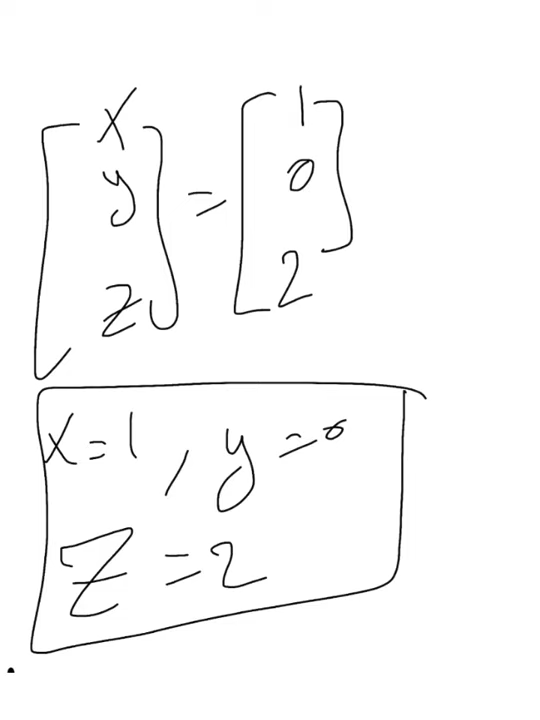 [x] = [1]
[y] = [0]
[z] = [2]
x=1, y=0
Z=2